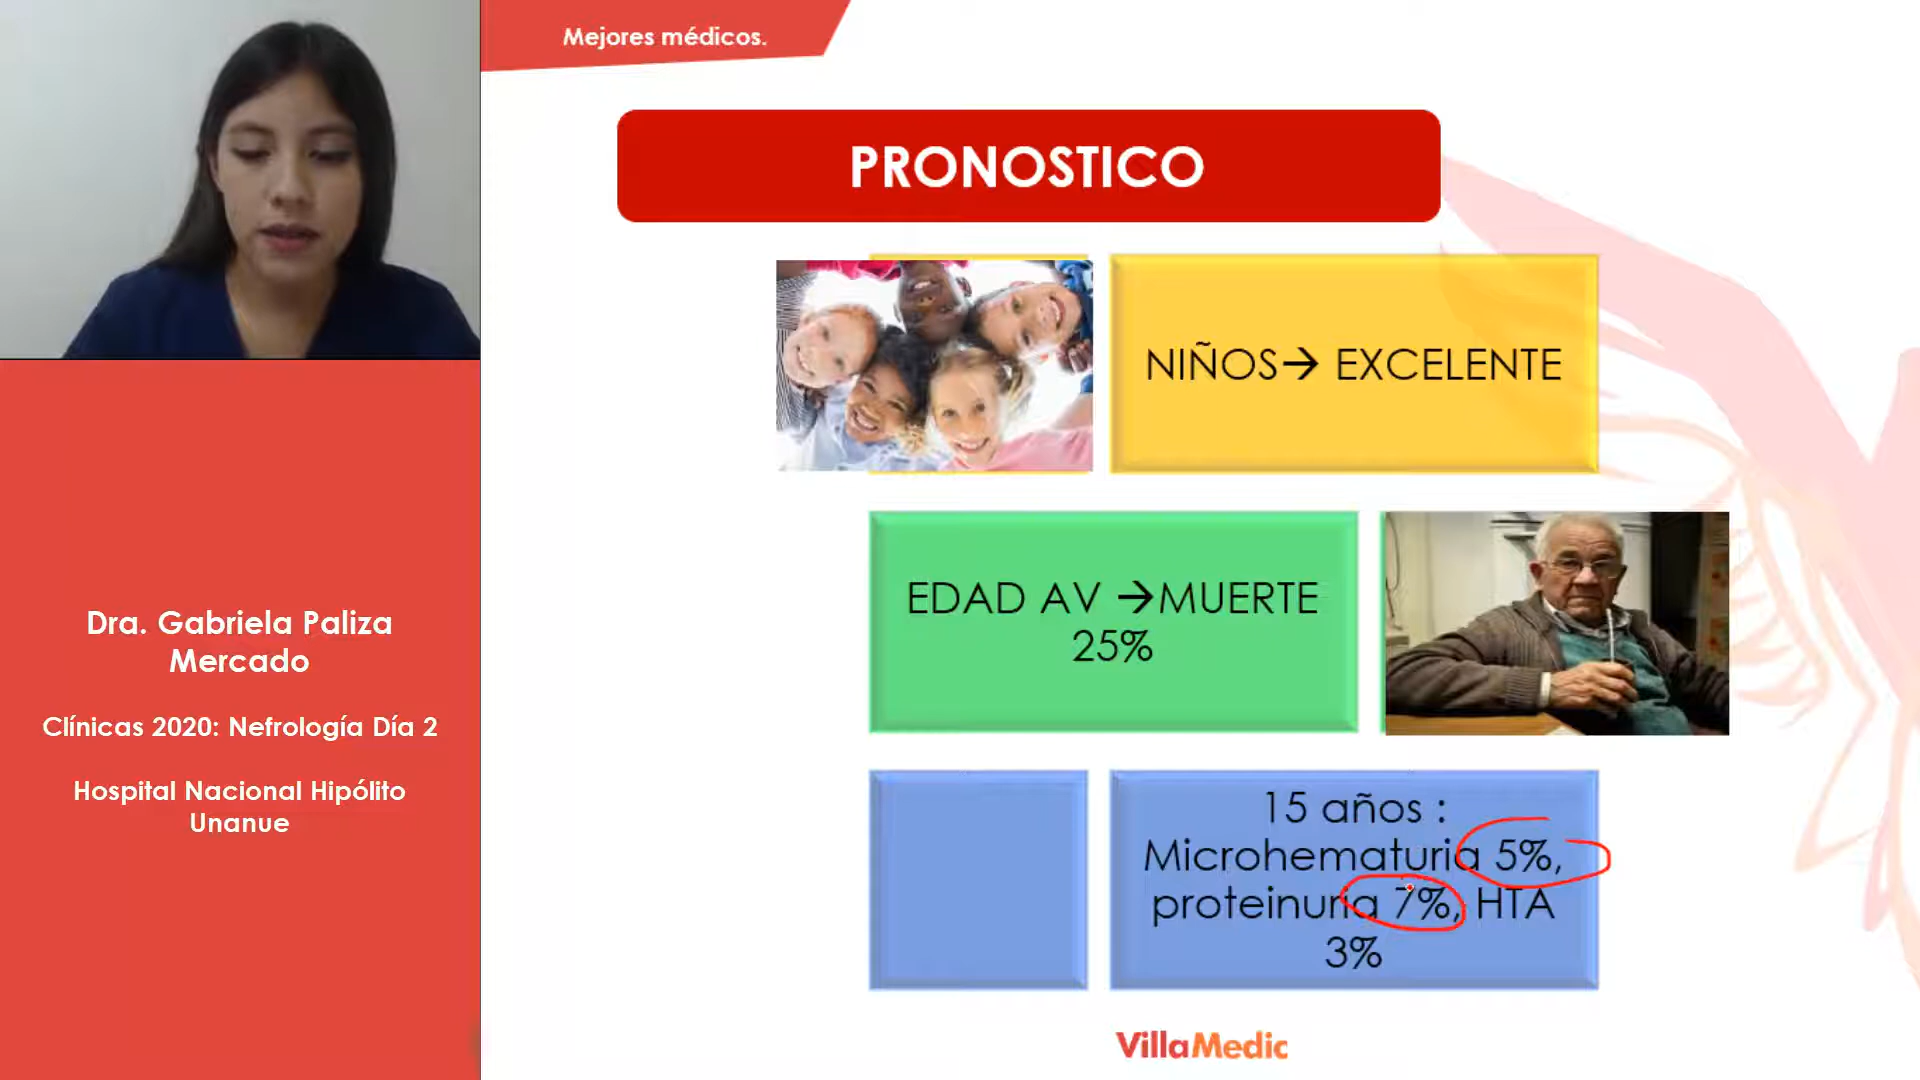 Mejores médicos.
PRONOSTICO
NIÑOS→ EXCELENTE
EDAD AV →MUERTE
25%
15 años :
Microhematuria 5%,
proteinuria 7%, HTA
3%
Dra. Gabriela Paliza
Mercado
Clínicas 2020: Nefrología Día 2
Hospital Nacional Hipólito
Unanue
VillaMedic